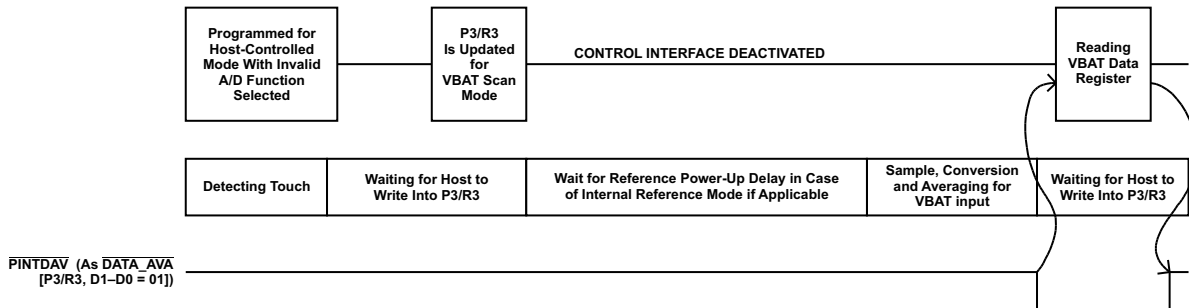 Programmed for
Host-Controlled
Mode With Invalid
A/D Function
Selected
P3/R3
Is Updated
for
VBAT Scan
Mode
CONTROL INTERFACE DEACTIVATED
Reading
VBAT Data
Register
Detecting Touch
Waiting for Host to
Write Into P3/R3
Wait for Reference Power-Up Delay in Case
of Internal Reference Mode if Applicable
Sample, Conversion
and Averaging for
VBAT input
Waiting for Host to
Write Into P3/R3
PINTDAV (As DATA_AVA
[P3/R3, D1–D0 = 01])